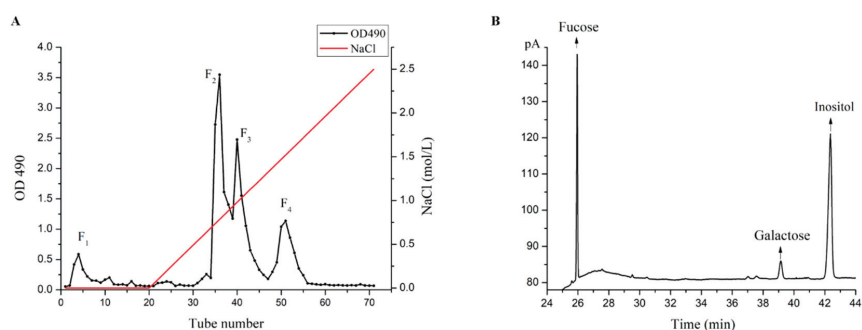 A
OD490
NaCl
4.0
3.5
3.0
2.5
2.0
1.5
1.0
0.5
0.0
OD 490
F1
F2
F3
F4
2.5
2.0
1.5
1.0
0.5
0.0
NaCl (mol/L)
0 10 20 30 40 50 60 70
Tube number
B
pA
140
130
120
110
100
90
80
Fucose
Galactose
Inositol
24 26 28 30 32 34 36 38 40 42 44
Time (min)